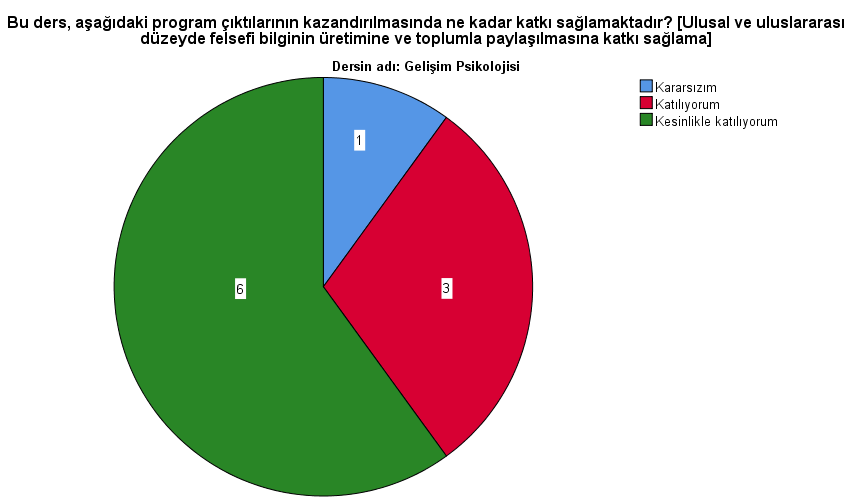 Bu ders, aşağıdaki program çıktılarının kazandırılmasında ne kadar katkı sağlamaktadır? [Ulusal ve uluslararası
düzeyde felsefi bilginin üretimine ve toplumla paylaşılmasına katkı sağlama]
Dersin adı: Gelişim Psikolojisi
Kararsızım
Katılıyorum
Kesinlikle katılıyorum
1
6
3